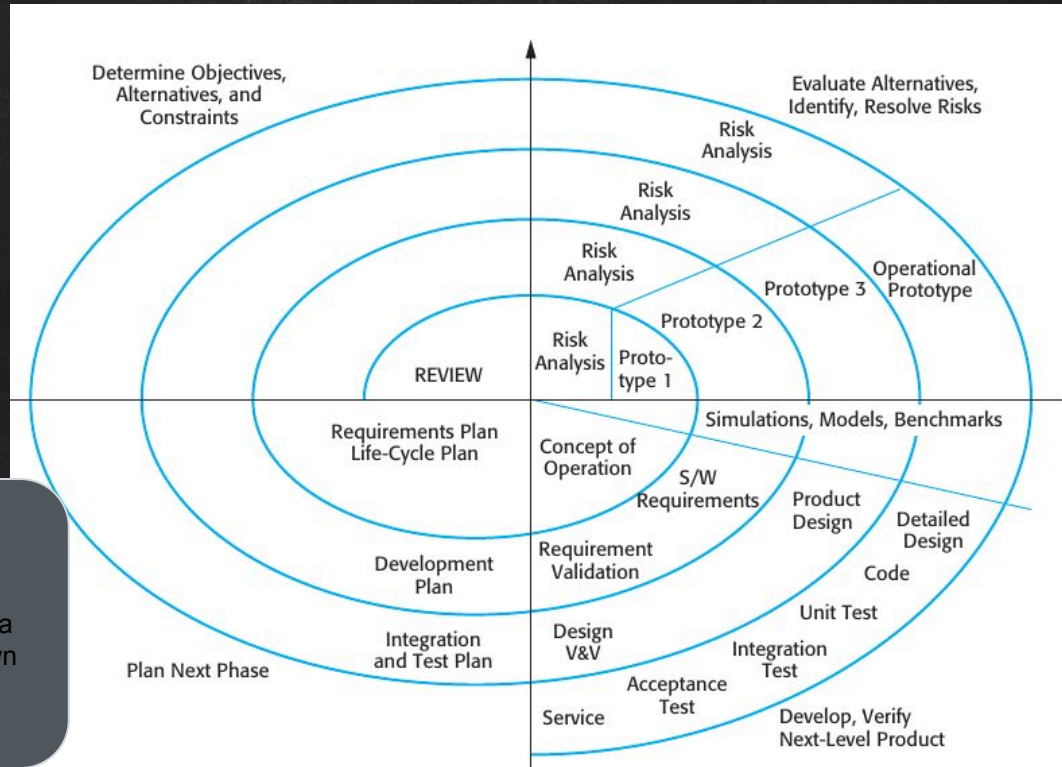 Determine Objectives,
Alternatives, and
Constraints
Evaluate Alternatives,
Identify, Resolve Risks
Risk
Analysis
Risk
Analysis
Risk
Analysis
Operational
Prototype
Prototype 3
Prototype 2
Risk
Analysis
Proto-
type 1
REVIEW
Simulations, Models, Benchmarks
Requirements Plan
Life-Cycle Plan
Concept of
Operation
S/W
Requirements
Product
Design
Detailed
Design
Development
Plan
Requirement
Validation
Code
Unit Test
Integration
and Test Plan
Design
V&V
Integration
Test
Acceptance
Test
Service
Plan Next Phase
Develop, Verify
Next-Level Product
a